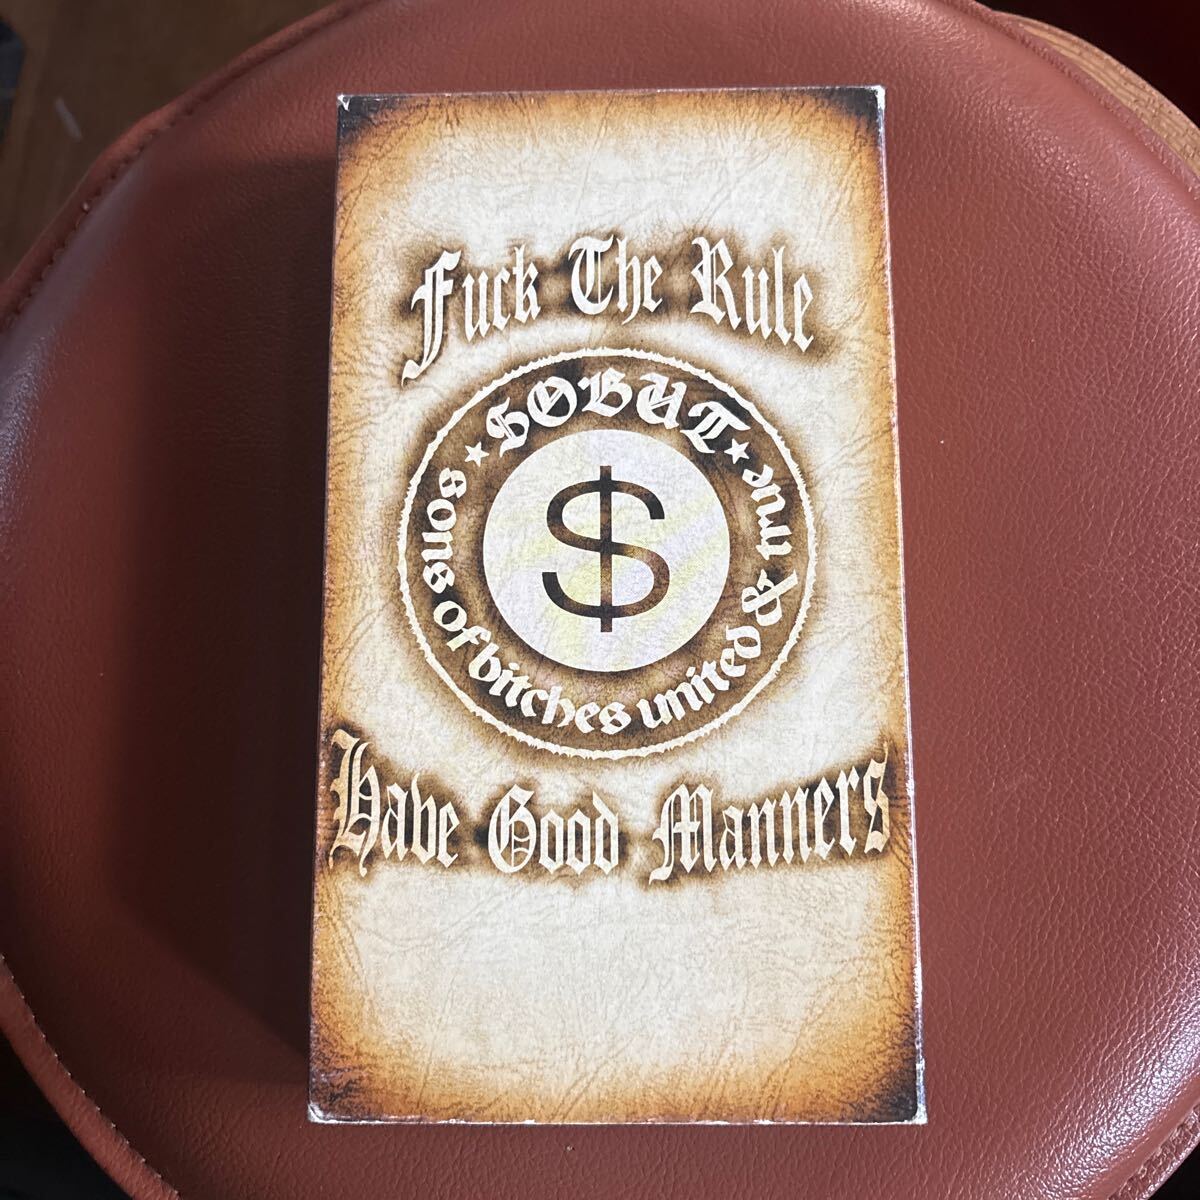 Fuck The Rule
SOBUT
sons of bitches united & true
$
Have Good Manners